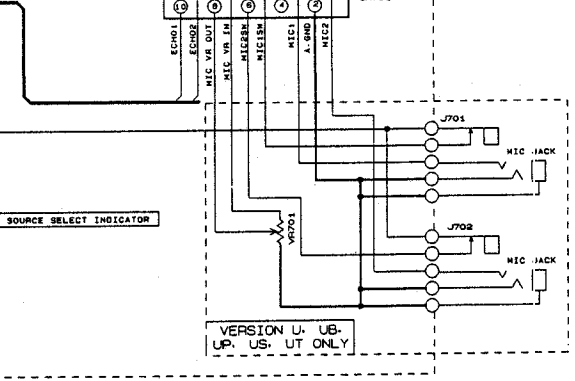 10 8 6 4 2
ECHO1
ECHO2
MIC VR OUT
MIC VR IN
MIC2SW
MIC1SW
MIC1
A-GND
MIC2
J701
MIC JACK
SOURCE SELECT INDICATOR
VR701
J702
MIC JACK
VERSION U. UB.
UP. US. UT ONLY